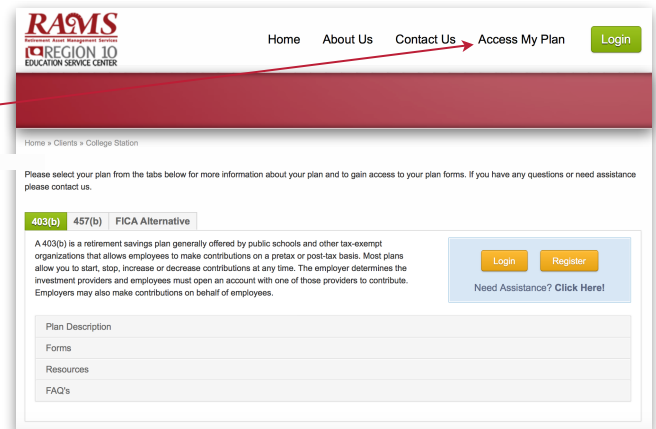 RAMS
Retirement Asset Management Services
REGION 10
EDUCATION SERVICE CENTER
Home About Us Contact Us Access My Plan Login
Home » Clients » College Station
Please select your plan from the tabs below for more information about your plan and to gain access to your plan forms. If you have any questions or need assistance
please contact us.
403(b) 457(b) FICA Alternative
A 403(b) is a retirement savings plan generally offered by public schools and other tax-exempt
organizations that allows employees to make contributions on a pretax or post-tax basis. Most plans
allow you to start, stop, increase or decrease contributions at any time. The employer determines the
investment providers and employees must open an account with one of those providers to contribute.
Employers may also make contributions on behalf of employees.
Login Register
Need Assistance? Click Here!
Plan Description
Forms
Resources
FAQ's